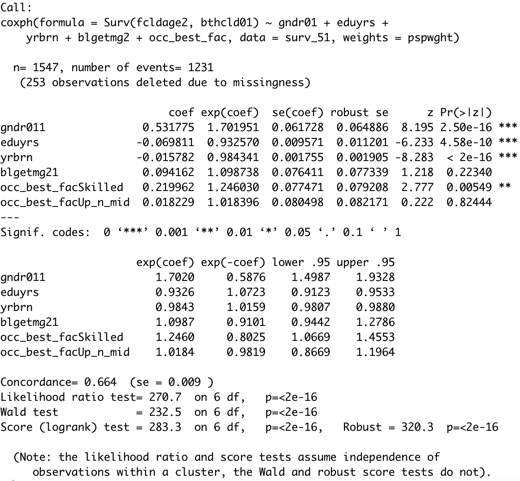 Call:
coxph(formula = Surv(fcldage2, bthcld01) ~ gndr01 + eduyrs +
yrbrn + blgetmg2 + occ_best_fac, data = surv_51, weights = pspwght)
n= 1547, number of events= 1231
(253 observations deleted due to missingness)
coef exp(coef) se(coef) robust se z Pr(>|z|)
gndr011 0.531775 1.701951 0.061728 0.064886 8.195 2.50e-16 ***
eduyrs -0.069811 0.932570 0.009571 0.011201 -6.233 4.58e-10 ***
yrbrn -0.015782 0.984341 0.001755 0.001905 -8.283 < 2e-16 ***
blgetmg21 0.094162 1.098738 0.076411 0.077339 1.218 0.22340
occ_best_facSkilled 0.219962 1.246030 0.077471 0.079208 2.777 0.00549 **
occ_best_facUp_n_mid 0.018229 1.018396 0.080498 0.082171 0.222 0.82444
---
Signif. codes: 0 ‘***’ 0.001 ‘**’ 0.01 ‘*’ 0.05 ‘.’ 0.1 ‘ ’ 1
exp(coef) exp(-coef) lower .95 upper .95
gndr011 1.7020 0.5876 1.4987 1.9328
eduyrs 0.9326 1.0723 0.9123 0.9533
yrbrn 0.9843 1.0159 0.9807 0.9880
blgetmg21 1.0987 0.9101 0.9442 1.2786
occ_best_facSkilled 1.2460 0.8025 1.0669 1.4553
occ_best_facUp_n_mid 1.0184 0.9819 0.8669 1.1964
Concordance= 0.664 (se = 0.009 )
Likelihood ratio test= 270.7 on 6 df, p=<2e-16
Wald test = 232.5 on 6 df, p=<2e-16
Score (logrank) test = 283.3 on 6 df, p=<2e-16, Robust = 320.3 p=<2e-16
(Note: the likelihood ratio and score tests assume independence of
observations within a cluster, the Wald and robust score tests do not).